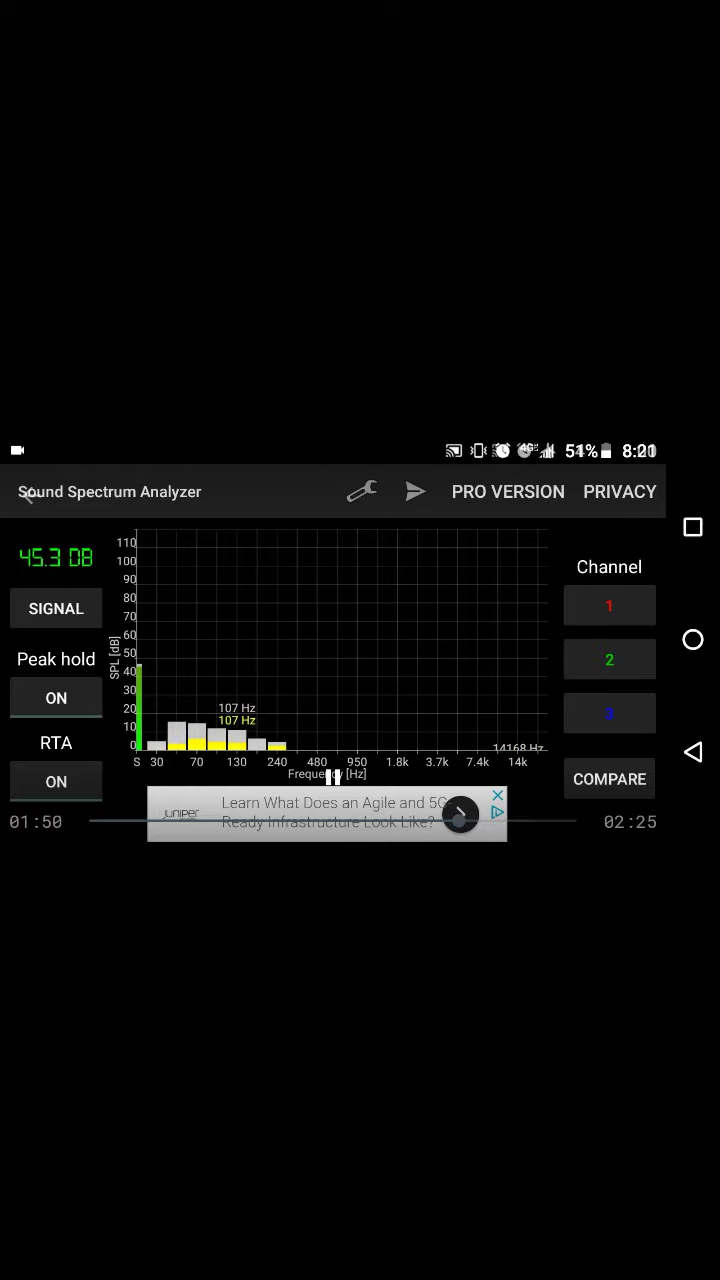 51% 8:20
Sound Spectrum Analyzer
PRO VERSION PRIVACY
45.3 DB
SIGNAL
Peak hold
ON
RTA
ON
SPL [dB]
110
100
90
80
70
60
50
40
30
20
10
0
107 Hz
107 Hz
14168 Hz
S 30 70 130 240 480 950 1.8k 3.7k 7.4k 14k
Frequency [Hz]
Channel
1
2
3
COMPARE
JUNIPER
Learn What Does an Agile and 5G-
Ready Infrastructure Look Like?
01:50
02:25